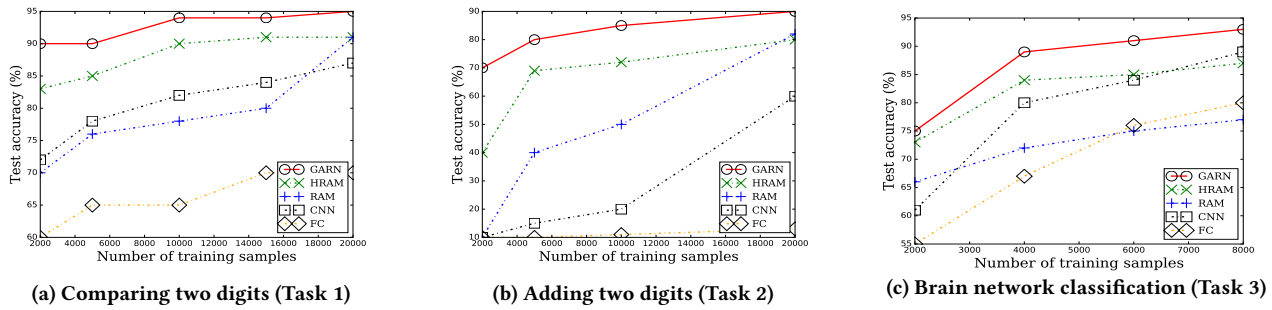 95
90
85
80
75
70
65
60
Test accuracy (%)
2000 4000 6000 8000 10000 12000 14000 16000 18000 20000
Number of training samples
GARN
HRAM
RAM
CNN
FC
(a) Comparing two digits (Task 1)
90
80
70
60
50
40
30
20
10
Test accuracy (%)
2000 4000 6000 8000 10000 12000 14000 16000 18000 20000
Number of training samples
GARN
HRAM
RAM
CNN
FC
(b) Adding two digits (Task 2)
95
90
85
80
75
70
65
60
55
Test accuracy (%)
2000 3000 4000 5000 6000 7000 8000
Number of training samples
GARN
HRAM
RAM
CNN
FC
(c) Brain network classification (Task 3)